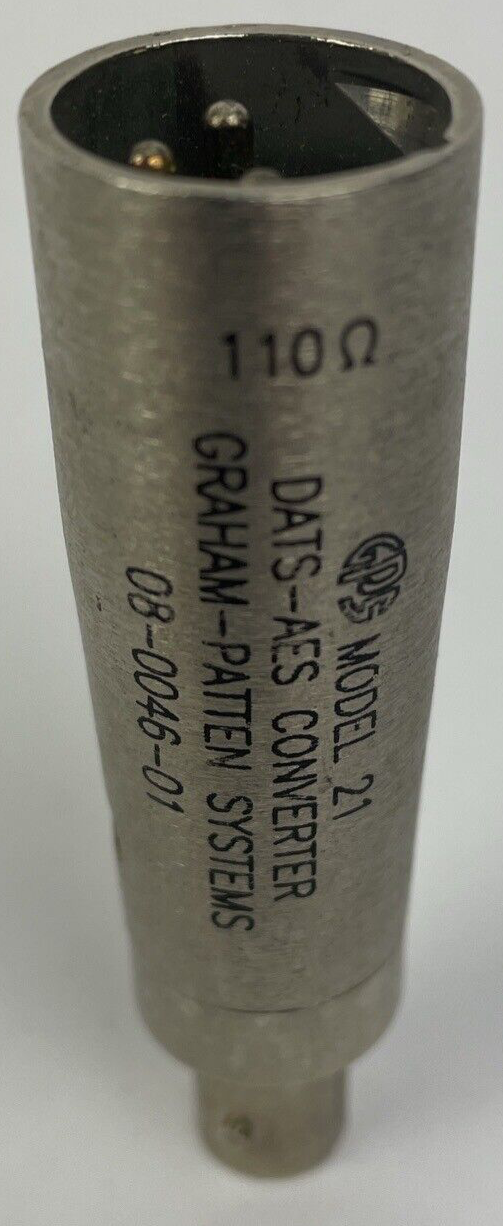 110Ω
GPS MODEL 21
DATS-AES CONVERTER
GRAHAM-PATTEN SYSTEMS
08-0046-01